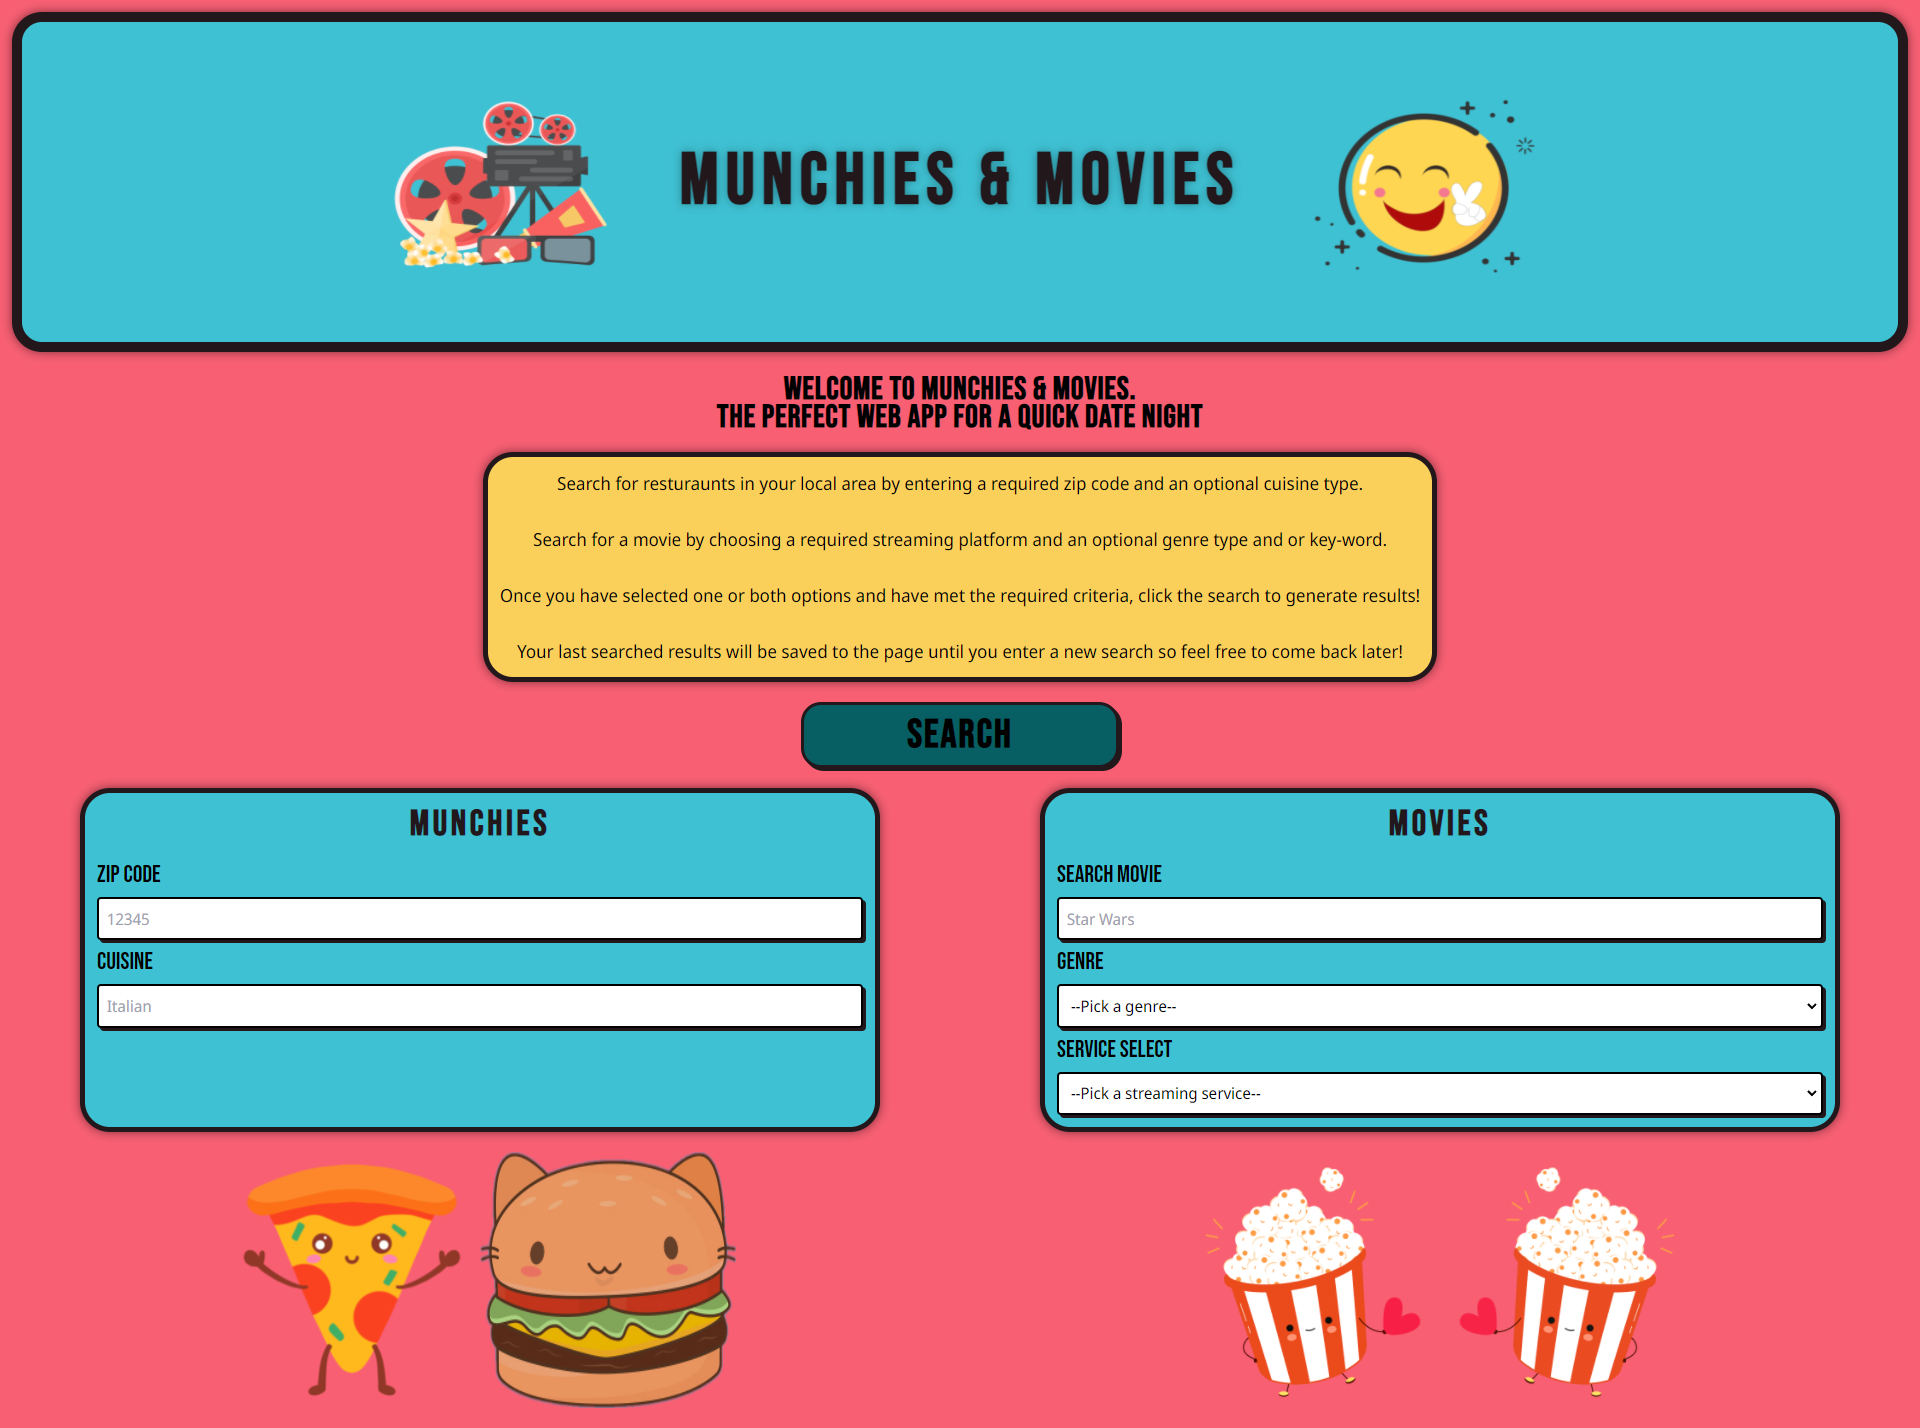 MUNCHIES & MOVIES
WELCOME TO MUNCHIES & MOVIES.
THE PERFECT WEB APP FOR A QUICK DATE NIGHT
Search for resturaunts in your local area by entering a required zip code and an optional cuisine type.
Search for a movie by choosing a required streaming platform and an optional genre type and or key-word.
Once you have selected one or both options and have met the required criteria, click the search to generate results!
Your last searched results will be saved to the page until you enter a new search so feel free to come back later!
SEARCH
MUNCHIES
ZIP CODE
12345
CUISINE
Italian
MOVIES
SEARCH MOVIE
Star Wars
GENRE
--Pick a genre--
SERVICE SELECT
--Pick a streaming service--